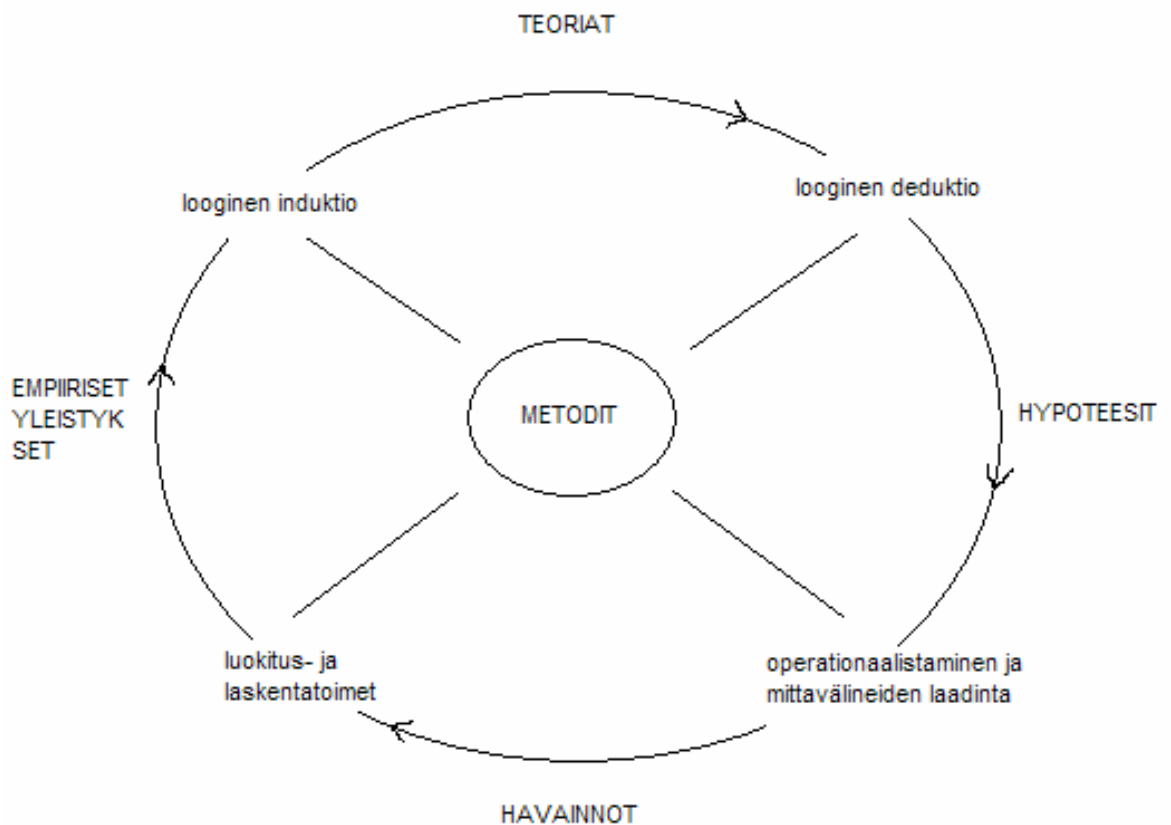 TEORIAT
looginen induktio
looginen deduktio
EMPIIRISET
YLEISTYK
SET
METODIT
HYPOTEESIT
luokitus- ja
laskentatoimet
operationaalistaminen ja
mittavälineiden laadinta
HAVAINNOT